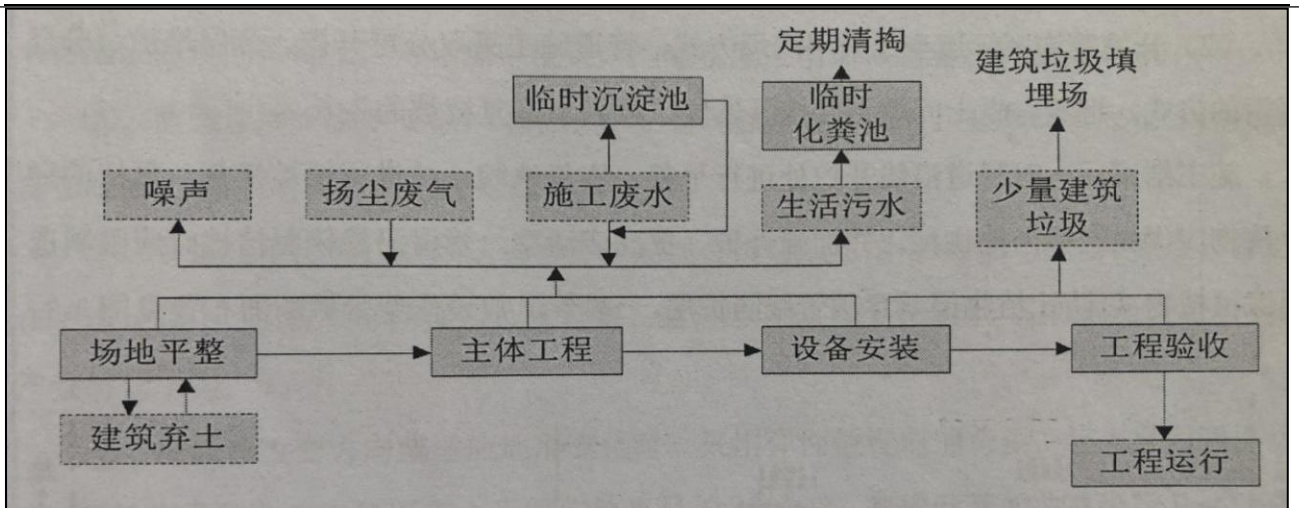 定期清掏
建筑垃圾填
埋场
临时沉淀池
临时
化粪池
噪声
扬尘废气
施工废水
生活污水
少量建筑
垃圾
场地平整
主体工程
设备安装
工程验收
建筑弃土
工程运行